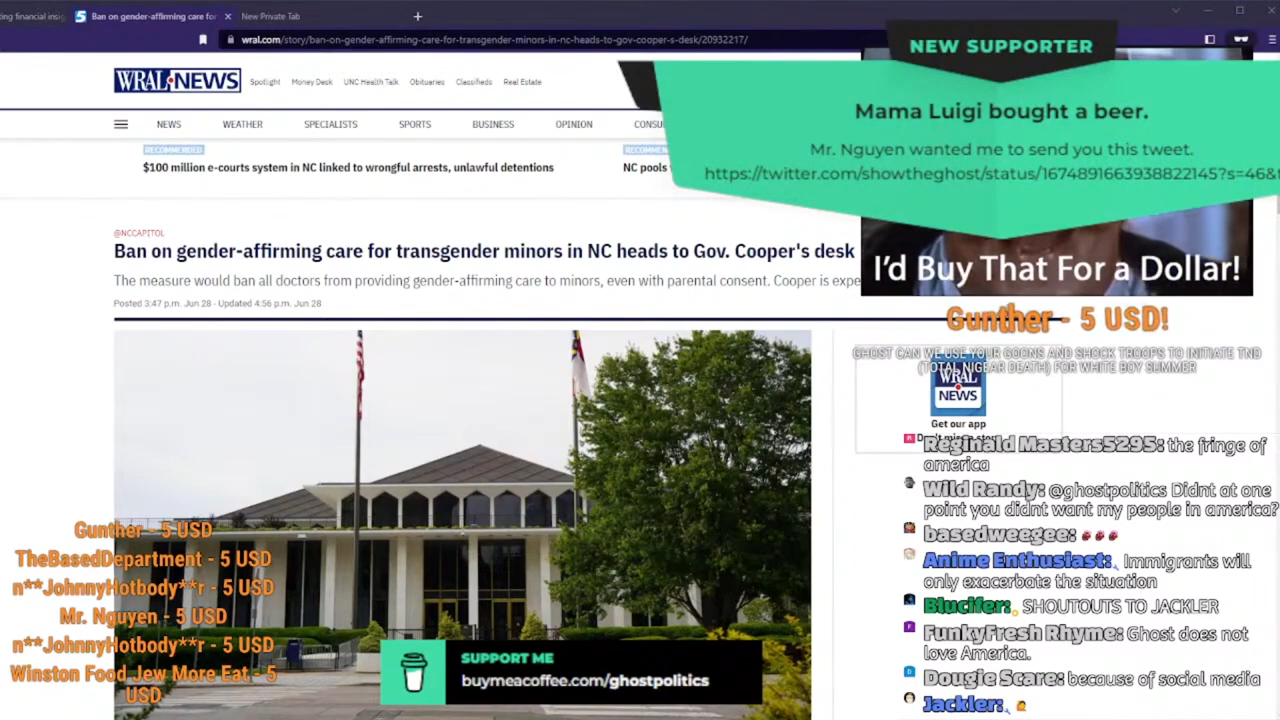 ting financial insig
Ban on gender-affirming care for
New Private Tab
wral.com/story/ban-on-gender-affirming-care-for-transgender-minors-in-nc-heads-to-gov-cooper-s-desk/20932217/
NEW SUPPORTER
Mama Luigi bought a beer.
Mr. Nguyen wanted me to send you this tweet.
https://twitter.com/showtheghost/status/1674891663938822145?s=46&t
WRAL NEWS
Spotlight
Money Desk
UNC Health Talk
Obituaries
Classifieds
Real Estate
NEWS
WEATHER
SPECIALISTS
SPORTS
BUSINESS
OPINION
CONSU
RECOMMENDED
$100 million e-courts system in NC linked to wrongful arrests, unlawful detentions
RECOMMEN
NC pools
@NCCAPITOL
Ban on gender-affirming care for transgender minors in NC heads to Gov. Cooper's desk
The measure would ban all doctors from providing gender-affirming care to minors, even with parental consent. Cooper is expe
Posted 3:47 p.m. Jun 28 - Updated 4:56 p.m. Jun 28
I'd Buy That For a Dollar!
Gunther - 5 USD!
GHOST CAN WE USE YOUR GOONS AND SHOCK TROOPS TO INITIATE TND
(TOTAL NIGEAR DEATH) FOR WHITE BOY SUMMER
WRAL
NEWS
Get our app
Reginald Masters5295: the fringe of
america
Wild Randy: @ghostpolitics Didnt at one
point you didnt want my people in america?
basedweegee:
Anime Enthusiast: Immigrants will
only exacerbate the situation
Blucifer: SHOUTOUTS TO JACKLER
FunkyFresh Rhyme: Ghost does not
love America.
Dougie Scare: because of social media
Jackler:
Gunther - 5 USD
TheBasedDepartment - 5 USD
n**JohnnyHotbody**r - 5 USD
Mr. Nguyen - 5 USD
n**JohnnyHotbody**r - 5 USD
Winston Food Jew More Eat - 5
USD
SUPPORT ME
buymeacoffee.com/ghostpolitics